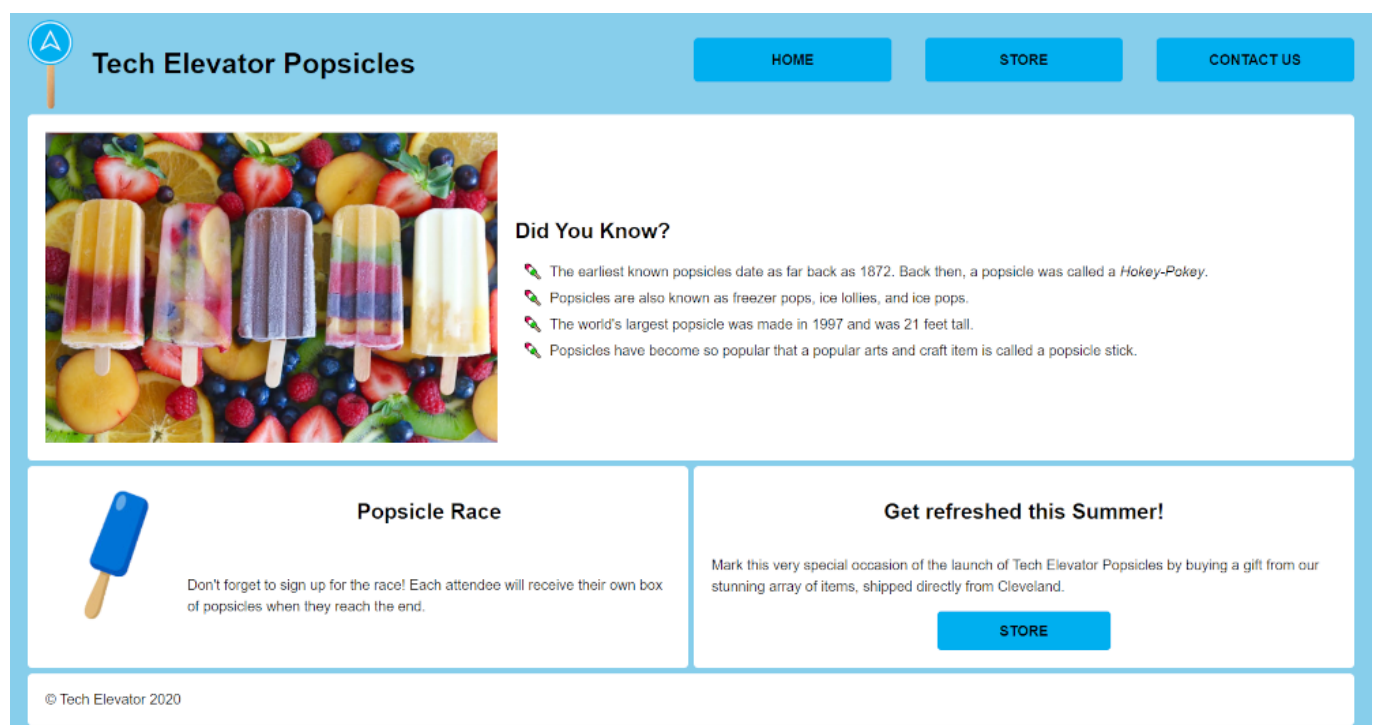 Tech Elevator Popsicles
HOME
STORE
CONTACT US
Did You Know?
The earliest known popsicles date as far back as 1872. Back then, a popsicle was called a Hokey-Pokey.
Popsicles are also known as freezer pops, ice lollies, and ice pops.
The world's largest popsicle was made in 1997 and was 21 feet tall.
Popsicles have become so popular that a popular arts and craft item is called a popsicle stick.
Popsicle Race
Don't forget to sign up for the race! Each attendee will receive their own box
of popsicles when they reach the end.
Get refreshed this Summer!
Mark this very special occasion of the launch of Tech Elevator Popsicles by buying a gift from our
stunning array of items, shipped directly from Cleveland.
STORE
© Tech Elevator 2020